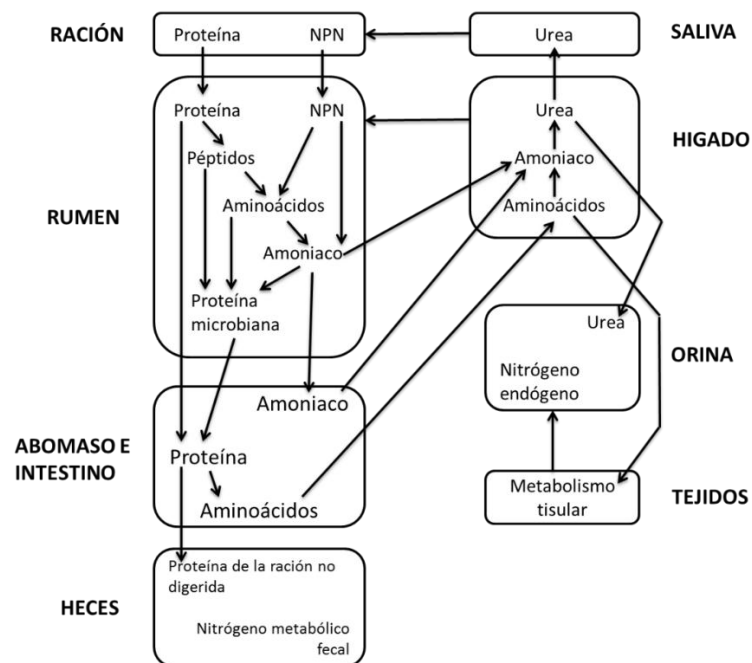 RACIÓN
Proteína
NPN
Urea
SALIVA
Proteína
NPN
Péptidos
Aminoácidos
Amoniaco
Proteína
microbiana
RUMEN
Urea
Amoniaco
Aminoácidos
HIGADO
Urea
Nitrógeno
endógeno
ORINA
Amoniaco
Proteína
Aminoácidos
ABOMASO E
INTESTINO
Metabolismo
tisular
TEJIDOS
Proteína de la ración no
digerida
Nitrógeno metabólico
fecal
HECES